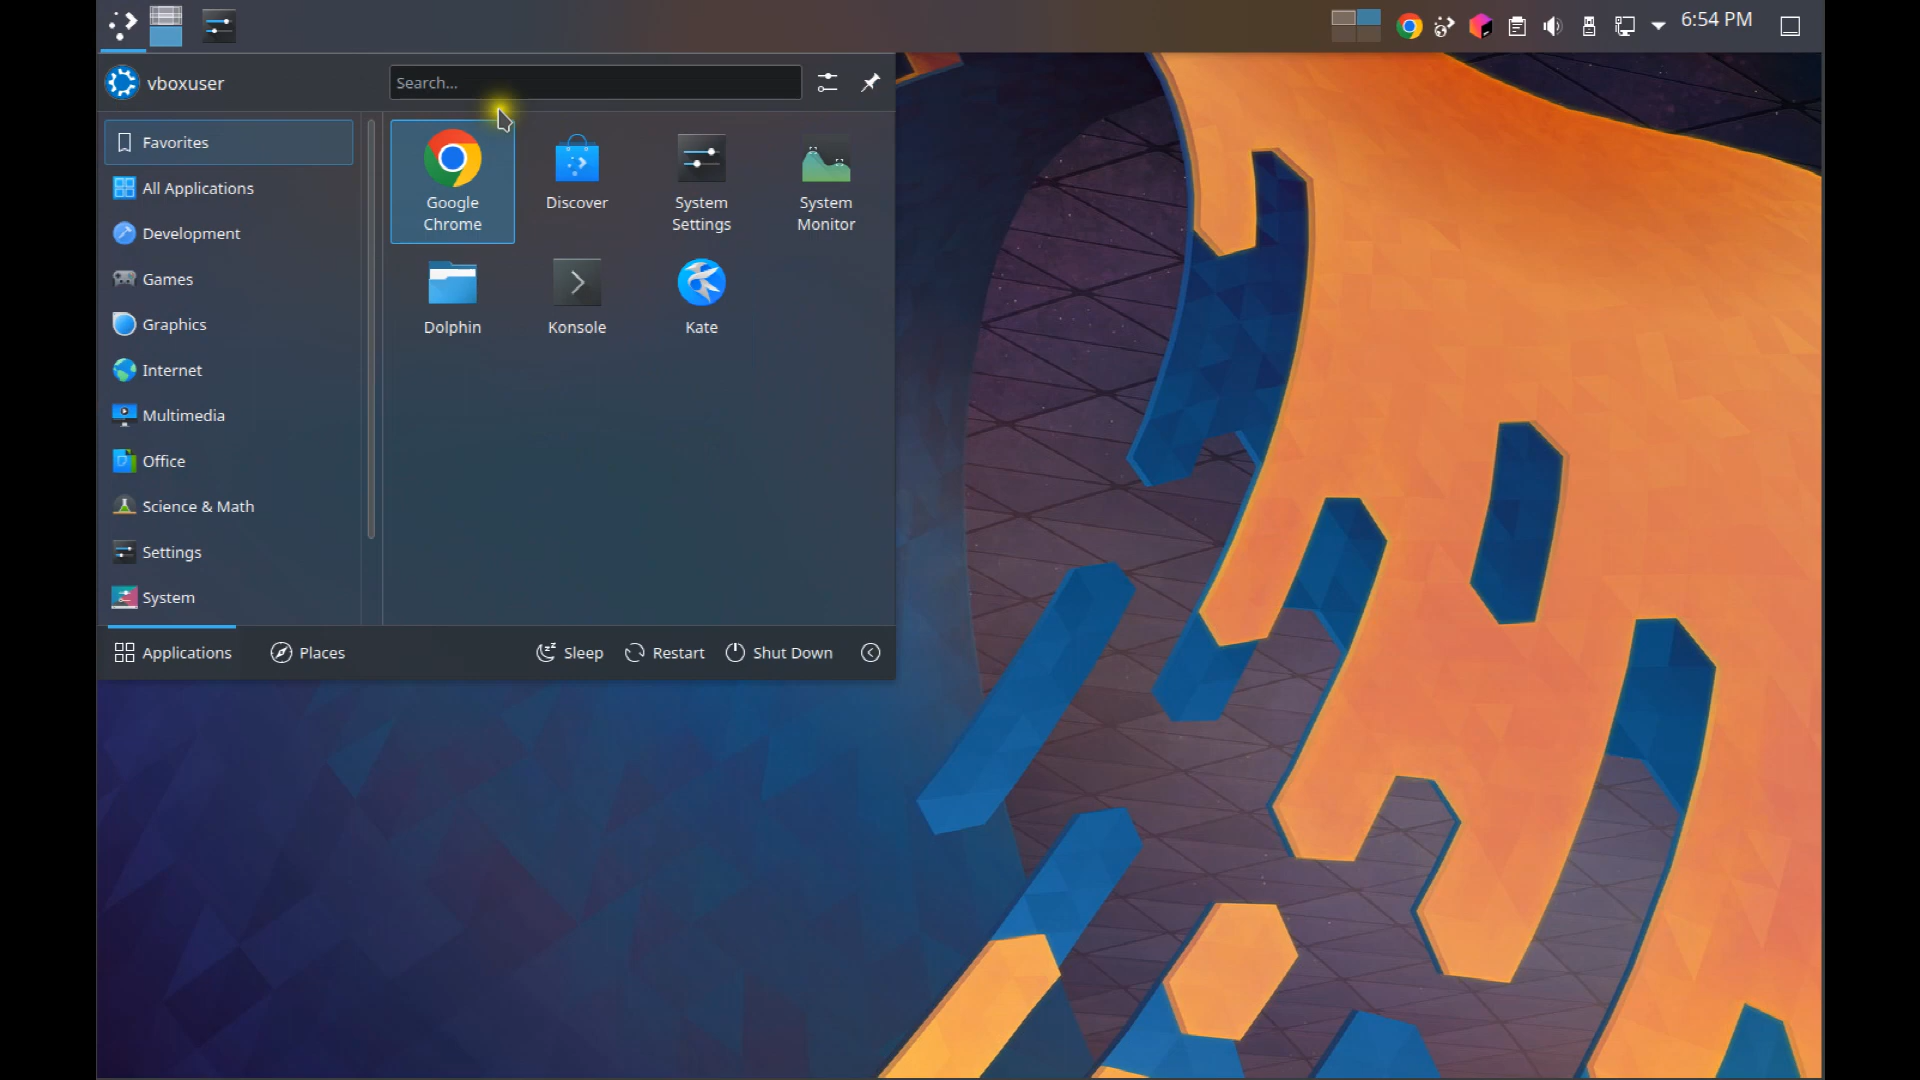 6:54 PM
vboxuser
Search...
Favorites
All Applications
Development
Games
Graphics
Internet
Multimedia
Office
Science & Math
Settings
System
Google
Chrome
Discover
System
Settings
System
Monitor
Dolphin
Konsole
Kate
Applications
Places
Sleep
Restart
Shut Down